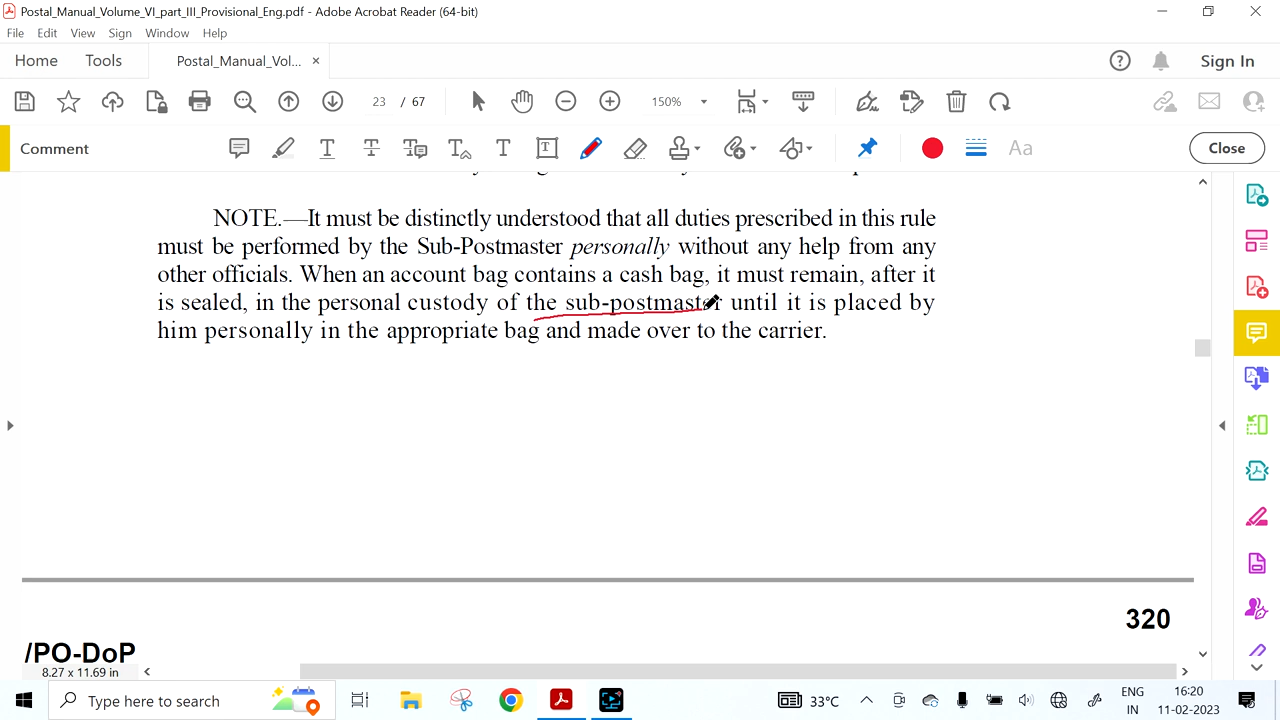 Postal_Manual_Volume_VI_part_III_Provisional_Eng.pdf - Adobe Acrobat Reader (64-bit)
File Edit View Sign Window Help
Home Tools Postal_Manual_Vol... × Sign In
23 / 67 150%
Comment Aa Close
NOTE.—It must be distinctly understood that all duties prescribed in this rule
must be performed by the Sub-Postmaster personally without any help from any
other officials. When an account bag contains a cash bag, it must remain, after it
is sealed, in the personal custody of the sub-postmaster until it is placed by
him personally in the appropriate bag and made over to the carrier.
320
/PO-DoP
8.27 x 11.69 in
Type here to search 33°C ENG 16:20
IN 11-02-2023